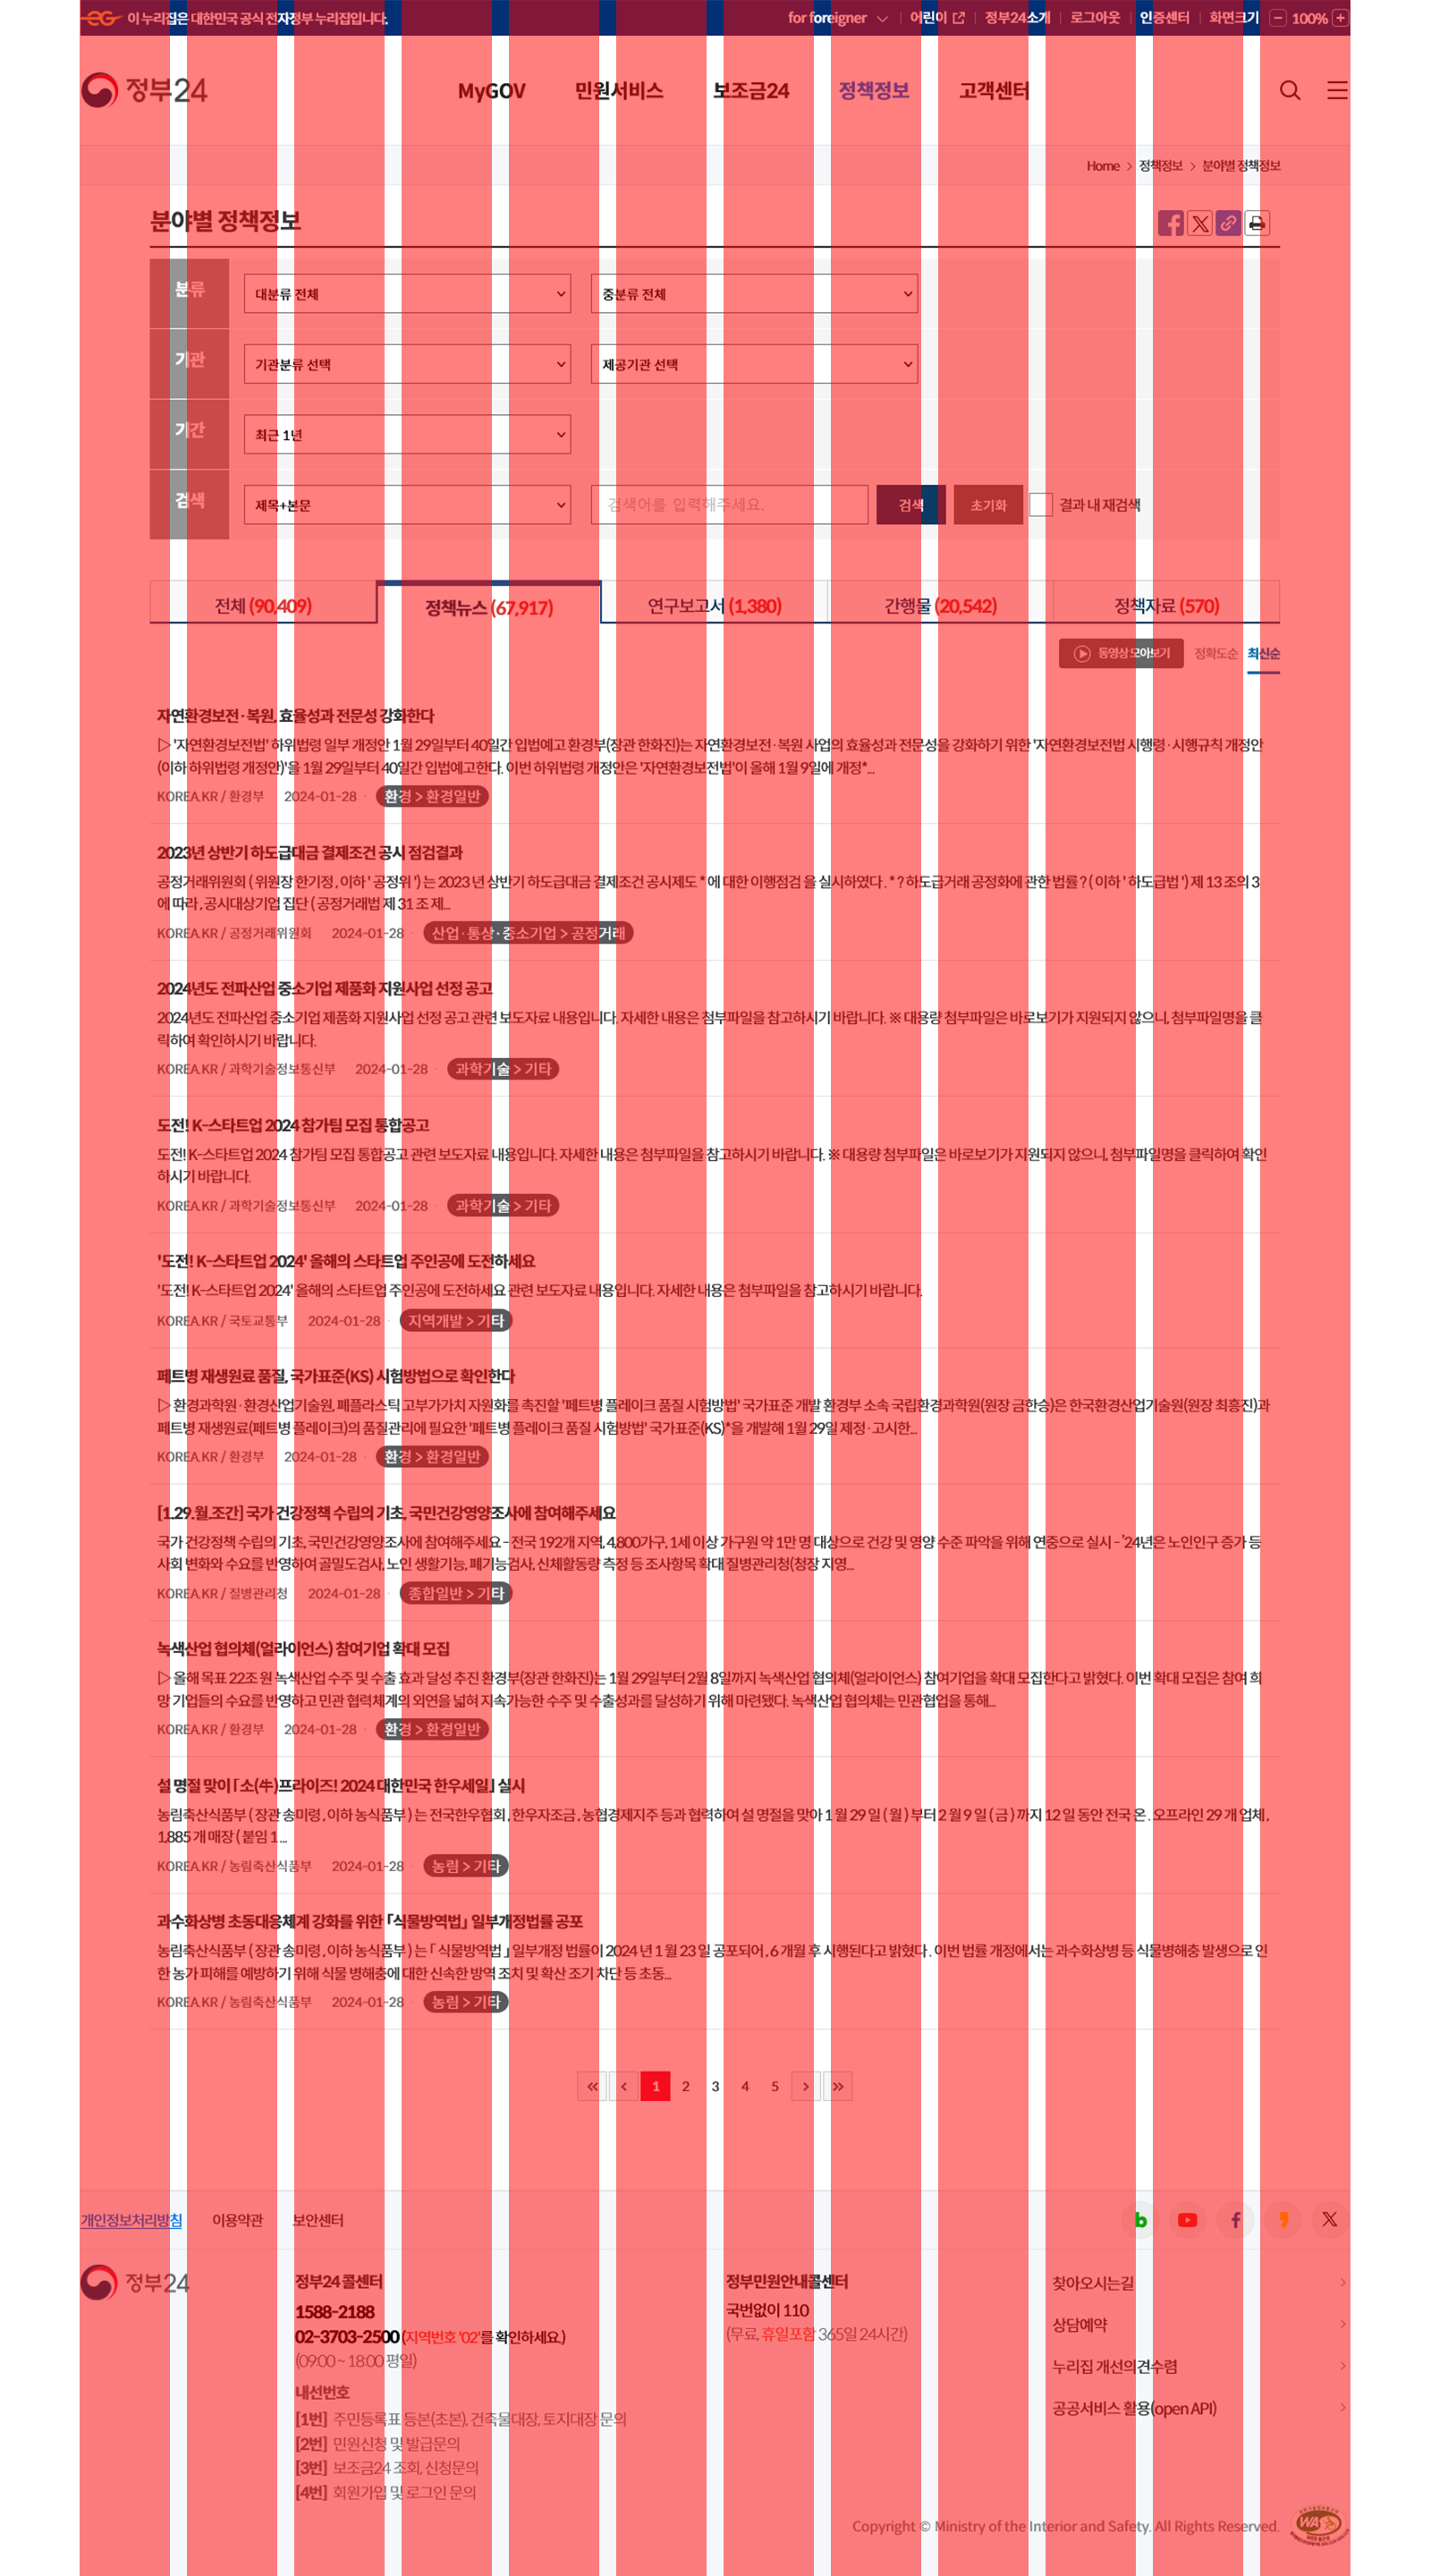 이 누리집은 대한민국 공식 전자정부 누리집입니다.
for foreigner 어린이 정부24소개 로그아웃 인증센터 화면크기 100%
정부24
MyGOV 민원서비스 보조금24 정책정보 고객센터
Home > 정책정보 > 분야별 정책정보
분야별 정책정보
분류 대분류 전체 중분류 전체
기관 기관분류 선택 제공기관 선택
기간 최근 1년
검색 제목+본문 검색어를 입력해주세요. 검색 초기화 결과 내 재검색
전체 (90,409) 정책뉴스 (67,917) 연구보고서 (1,380) 간행물 (20,542) 정책자료 (570)
동영상 모아보기 정확도순 최신순
자연환경보전·복원, 효율성과 전문성 강화한다
▷ '자연환경보전법' 하위법령 일부 개정안 1월 29일부터 40일간 입법예고 환경부(장관 한화진)는 자연환경보전·복원 사업의 효율성과 전문성을 강화하기 위한 '자연환경보전법 시행령·시행규칙 개정안
(이하 하위법령 개정안)'을 1월 29일부터 40일간 입법예고한다. 이번 하위법령 개정안은 '자연환경보전법'이 올해 1월 9일에 개정*...
KOREA.KR / 환경부 2024-01-28 환경 > 환경일반
2023년 상반기 하도급대금 결제조건 공시 점검결과
공정거래위원회 ( 위원장 한기정 , 이하 ' 공정위 ') 는 2023 년 상반기 하도급대금 결제조건 공시제도 * 에 대한 이행점검 을 실시하였다 . * ? 하도급거래 공정화에 관한 법률 ? ( 이하 ' 하도급법 ') 제 13 조의 3
에 따라 , 공시대상기업 집단 ( 공정거래법 제 31 조 제...
KOREA.KR / 공정거래위원회 2024-01-28 산업·통상·중소기업 > 공정거래
2024년도 전파산업 중소기업 제품화 지원사업 선정 공고
2024년도 전파산업 중소기업 제품화 지원사업 선정 공고 관련 보도자료 내용입니다. 자세한 내용은 첨부파일을 참고하시기 바랍니다. ※ 대용량 첨부파일은 바로보기가 지원되지 않으니, 첨부파일명을 클
릭하여 확인하시기 바랍니다.
KOREA.KR / 과학기술정보통신부 2024-01-28 과학기술 > 기타
도전! K-스타트업 2024 참가팀 모집 통합공고
도전! K-스타트업 2024 참가팀 모집 통합공고 관련 보도자료 내용입니다. 자세한 내용은 첨부파일을 참고하시기 바랍니다. ※ 대용량 첨부파일은 바로보기가 지원되지 않으니, 첨부파일명을 클릭하여 확인
하시기 바랍니다.
KOREA.KR / 과학기술정보통신부 2024-01-28 과학기술 > 기타
'도전! K-스타트업 2024' 올해의 스타트업 주인공에 도전하세요
'도전! K-스타트업 2024' 올해의 스타트업 주인공에 도전하세요 관련 보도자료 내용입니다. 자세한 내용은 첨부파일을 참고하시기 바랍니다.
KOREA.KR / 국토교통부 2024-01-28 지역개발 > 기타
페트병 재생원료 품질, 국가표준(KS) 시험방법으로 확인한다
▷ 환경과학원·환경산업기술원, 폐플라스틱 고부가가치 자원화를 촉진할 '페트병 플레이크 품질 시험방법' 국가표준 개발 환경부 소속 국립환경과학원(원장 금한승)은 한국환경산업기술원(원장 최흥진)과
페트병 재생원료(페트병 플레이크)의 품질관리에 필요한 '페트병 플레이크 품질 시험방법' 국가표준(KS)*을 개발해 1월 29일 제정·고시한...
KOREA.KR / 환경부 2024-01-28 환경 > 환경일반
[1.29.월.조간] 국가 건강정책 수립의 기초, 국민건강영양조사에 참여해주세요
국가 건강정책 수립의 기초, 국민건강영양조사에 참여해주세요 - 전국 192개 지역, 4,800가구, 1세 이상 가구원 약 1만 명 대상으로 건강 및 영양 수준 파악을 위해 연중으로 실시 - '24년은 노인인구 증가 등
사회 변화와 수요를 반영하여 골밀도검사, 노인 생활기능, 폐기능검사, 신체활동량 측정 등 조사항목 확대 질병관리청(청장 지영...
KOREA.KR / 질병관리청 2024-01-28 종합일반 > 기타
녹색산업 협의체(얼라이언스) 참여기업 확대 모집
▷ 올해 목표 22조 원 녹색산업 수주 및 수출 효과 달성 추진 환경부(장관 한화진)는 1월 29일부터 2월 8일까지 녹색산업 협의체(얼라이언스) 참여기업을 확대 모집한다고 밝혔다. 이번 확대 모집은 참여 희
망 기업들의 수요를 반영하고 민관 협력체계의 외연을 넓혀 지속가능한 수주 및 수출성과를 달성하기 위해 마련됐다. 녹색산업 협의체는 민관협업을 통해...
KOREA.KR / 환경부 2024-01-28 환경 > 환경일반
설 명절 맞이 「소(牛)프라이즈! 2024 대한민국 한우세일」 실시
농림축산식품부 ( 장관 송미령 , 이하 농식품부 ) 는 전국한우협회 , 한우자조금 , 농협경제지주 등과 협력하여 설 명절을 맞아 1 월 29 일 ( 월 ) 부터 2 월 9 일 ( 금 ) 까지 12 일 동안 전국 온 . 오프라인 29 개 업체 ,
1,885 개 매장 ( 붙임 1 ...
KOREA.KR / 농림축산식품부 2024-01-28 농림 > 기타
과수화상병 초동대응체계 강화를 위한 「식물방역법」 일부개정법률 공포
농림축산식품부 ( 장관 송미령 , 이하 농식품부 ) 는 「 식물방역법 」 일부개정 법률이 2024 년 1 월 23 일 공포되어 , 6 개월 후 시행된다고 밝혔다 . 이번 법률 개정에서는 과수화상병 등 식물병해충 발생으로 인
한 농가 피해를 예방하기 위해 식물 병해충에 대한 신속한 방역 조치 및 확산 조기 차단 등 초동...
KOREA.KR / 농림축산식품부 2024-01-28 농림 > 기타
1 2 3 4 5
개인정보처리방침 이용약관 보안센터
정부24
정부24 콜센터
1588-2188
02-3703-2500 (지역번호 '02'를 확인하세요.)
(09:00 ~ 18:00 평일)
내선번호
[1번] 주민등록표 등본(초본), 건축물대장, 토지대장 문의
[2번] 민원신청 및 발급문의
[3번] 보조금24 조회, 신청문의
[4번] 회원가입 및 로그인 문의
정부민원안내콜센터
국번없이 110
(무료, 휴일포함 365일 24시간)
찾아오시는길
상담예약
누리집 개선의견수렴
공공서비스 활용(open API)
Copyright © Ministry of the Interior and Safety. All Rights Reserved.
WA